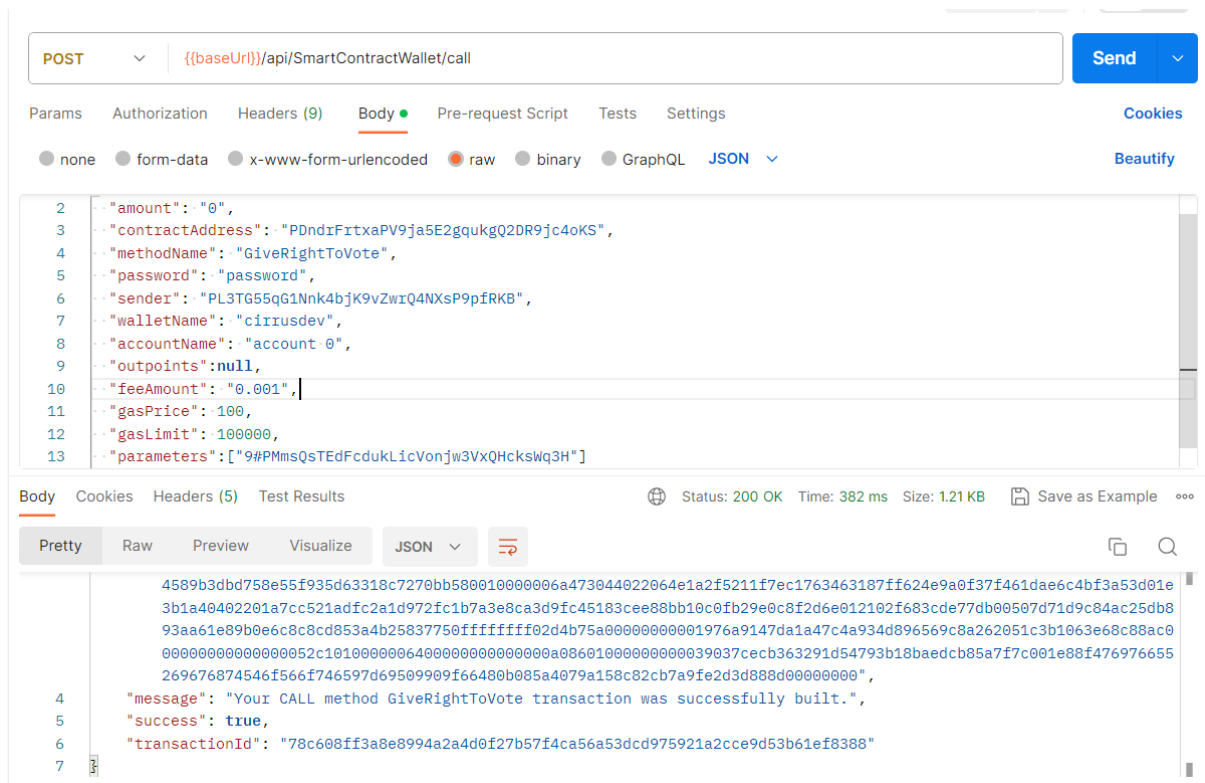 POST {{baseUrl}}/api/SmartContractWallet/call Send
Params Authorization Headers (9) Body Pre-request Script Tests Settings Cookies
none form-data x-www-form-urlencoded raw binary GraphQL JSON Beautify
2 "amount": "0",
3 "contractAddress": "PDndrFrtxaPV9ja5E2gqukgQ2DR9jc4oKS",
4 "methodName": "GiveRightToVote",
5 "password": "password",
6 "sender": "PL3TG55qG1Nnk4bjK9vZwrQ4NXsP9pfRKB",
7 "walletName": "cirrusdev",
8 "accountName": "account 0",
9 "outpoints":null,
10 "feeAmount": "0.001",
11 "gasPrice": 100,
12 "gasLimit": 100000,
13 "parameters":["9#PMmsQsTEdFcdukLicVonjw3VxQHcksWq3H"]
Body Cookies Headers (5) Test Results Status: 200 OK Time: 382 ms Size: 1.21 KB Save as Example
Pretty Raw Preview Visualize JSON
4589b3dbd758e55f935d63318c7270bb580010000006a473044022064e1a2f5211f7ec1763463187ff624e9a0f37f461dae6c4bf3a53d01e
3b1a40402201a7cc521adfc2a1d972fc1b7a3e8ca3d9fc45183cee88bb10c0fb29e0c8f2d6e012102f683cde77db00507d71d9c84ac25db8
93aa61e89b0e6c8c8cd853a4b25837750ffffffff02d4b75a00000000001976a9147da1a47c4a934d896569c8a262051c3b1063e68c88ac0
00000000000000052c1010000006400000000000000a08601000000000039037cecb363291d54793b18baedcb85a7f7c001e88f476976655
269676874546f566f746597d69509909f66480b085a4079a158c82cb7a9fe2d3d888d00000000",
4 "message": "Your CALL method GiveRightToVote transaction was successfully built.",
5 "success": true,
6 "transactionId": "78c608ff3a8e8994a2a4d0f27b57f4ca56a53dcd975921a2cce9d53b61ef8388"
7 }